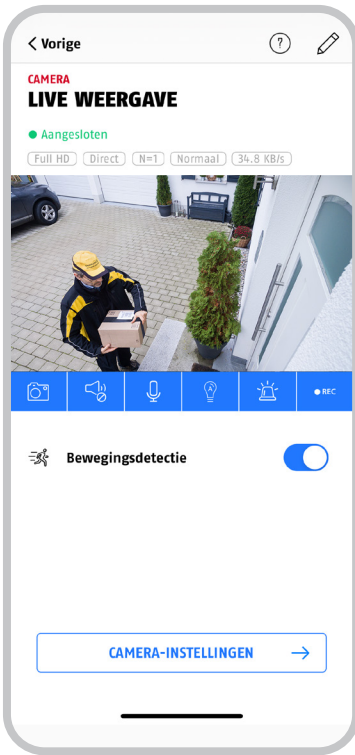 Vorige
?
CAMERA
LIVE WEERGAVE
Aangesloten
Full HD Direct N=1 Normaal 34.8 KB/s
A
REC
Bewegingsdetectie
CAMERA-INSTELLINGEN